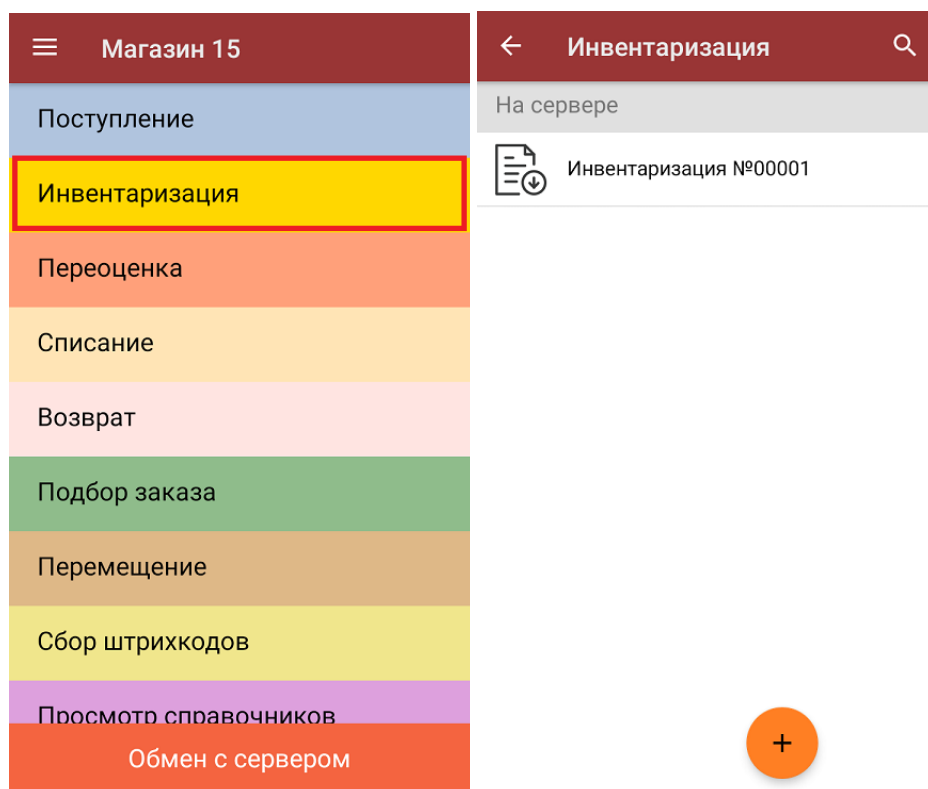 Магазин 15
Поступление
Инвентаризация
Переоценка
Списание
Возврат
Подбор заказа
Перемещение
Сбор штрихкодов
Просмотр справочников
Обмен с сервером
Инвентаризация
На сервере
Инвентаризация №00001